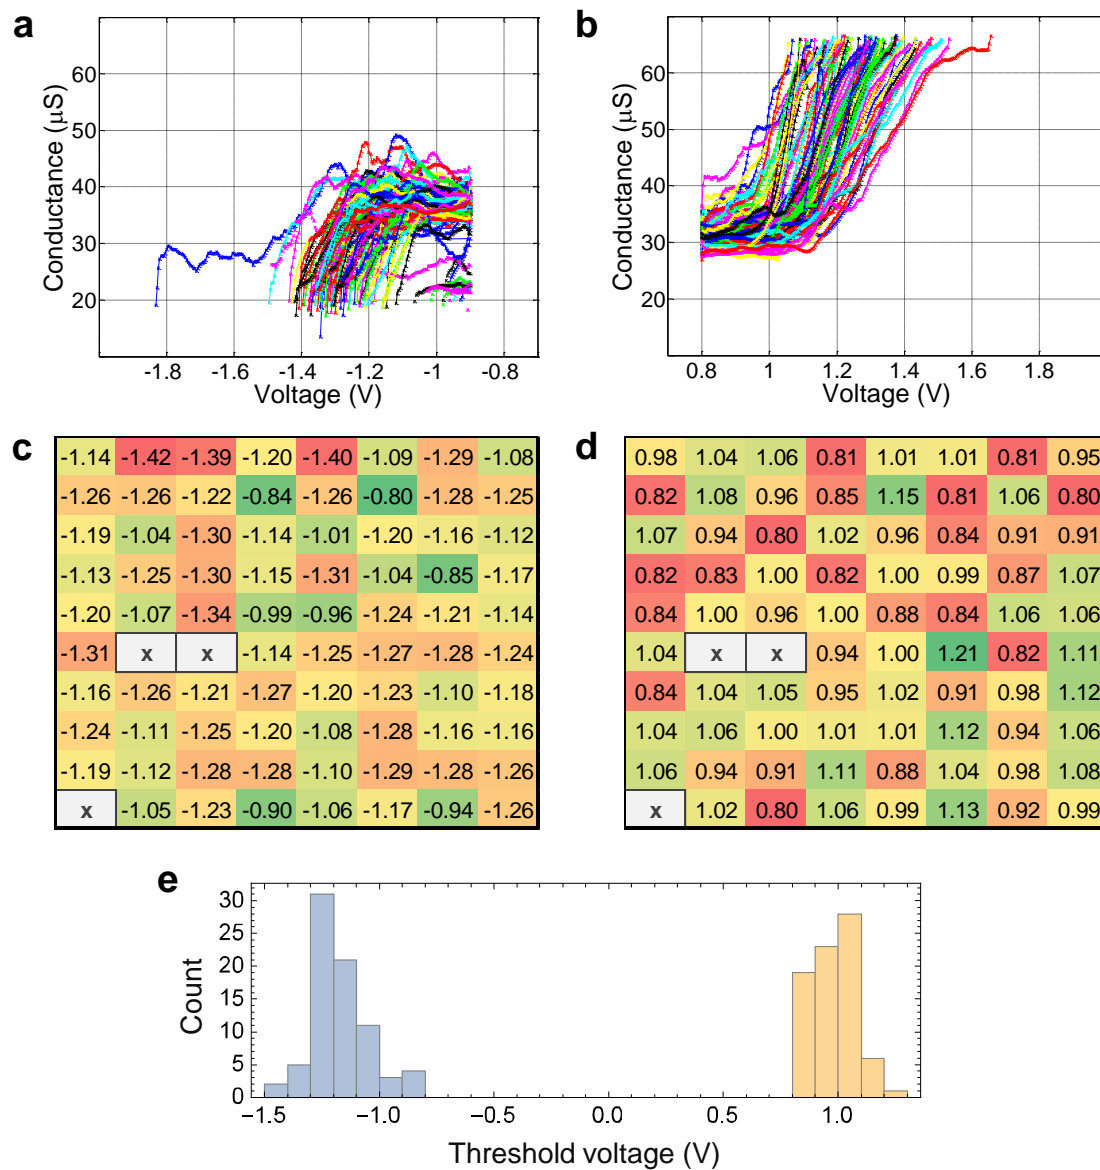 a
b
Conductance (μS)
60
50
40
30
20
-1.8 -1.6 -1.4 -1.2 -1 -0.8
Voltage (V)
Conductance (μS)
60
50
40
30
20
0.8 1 1.2 1.4 1.6 1.8
Voltage (V)
c
-1.14 -1.42 -1.39 -1.20 -1.40 -1.09 -1.29 -1.08
-1.26 -1.26 -1.22 -0.84 -1.26 -0.80 -1.28 -1.25
-1.19 -1.04 -1.30 -1.14 -1.01 -1.20 -1.16 -1.12
-1.13 -1.25 -1.30 -1.15 -1.31 -1.04 -0.85 -1.17
-1.20 -1.07 -1.34 -0.99 -0.96 -1.24 -1.21 -1.14
-1.31 x x -1.14 -1.25 -1.27 -1.28 -1.24
-1.16 -1.26 -1.21 -1.27 -1.20 -1.23 -1.10 -1.18
-1.24 -1.11 -1.25 -1.20 -1.08 -1.28 -1.16 -1.16
-1.19 -1.12 -1.28 -1.28 -1.10 -1.29 -1.28 -1.26
x -1.05 -1.23 -0.90 -1.06 -1.17 -0.94 -1.26
d
0.98 1.04 1.06 0.81 1.01 1.01 0.81 0.95
0.82 1.08 0.96 0.85 1.15 0.81 1.06 0.80
1.07 0.94 0.80 1.02 0.96 0.84 0.91 0.91
0.82 0.83 1.00 0.82 1.00 0.99 0.87 1.07
0.84 1.00 0.96 1.00 0.88 0.84 1.06 1.06
1.04 x x 0.94 1.00 1.21 0.82 1.11
0.84 1.04 1.05 0.95 1.02 0.91 0.98 1.12
1.04 1.06 1.00 1.01 1.01 1.12 0.94 1.06
1.06 0.94 0.91 1.11 0.88 1.04 0.98 1.08
x 1.02 0.80 1.06 0.99 1.13 0.92 0.99
e
Count
30
25
20
15
10
5
0
−1.5 −1.0 −0.5 0.0 0.5 1.0
Threshold voltage (V)